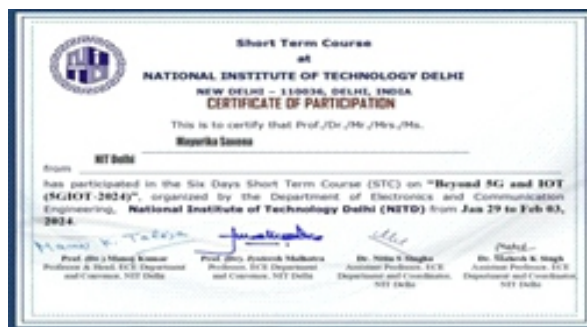 Short Term Course
at
NATIONAL INSTITUTE OF TECHNOLOGY DELHI
NEW DELHI – 110036, DELHI, INDIA
CERTIFICATE OF PARTICIPATION
This is to certify that Prof./Dr./Mr./Mrs./Ms.
Mayurika Saxena
from NIT Delhi
has participated in the Six Days Short Term Course (STC) on "Beyond 5G and IOT
(5GIOT-2024)", organized by the Department of Electronics and Communication
Engineering, National Institute of Technology Delhi (NITD) from Jan 29 to Feb 03,
2024.
Prof. (Dr.) Manoj Kumar
Professor & Head, ECE Department
and Convenor, NIT Delhi
Prof. (Dr). Jyoteesh Malhotra
Professor, ECE Department
and Convenor, NIT Delhi
Dr. Nitin S Singha
Assistant Professor, ECE
Department and Coordinator,
NIT Delhi
Dr. Mahesh K Singh
Assistant Professor, ECE
Department and Coordinator,
NIT Delhi